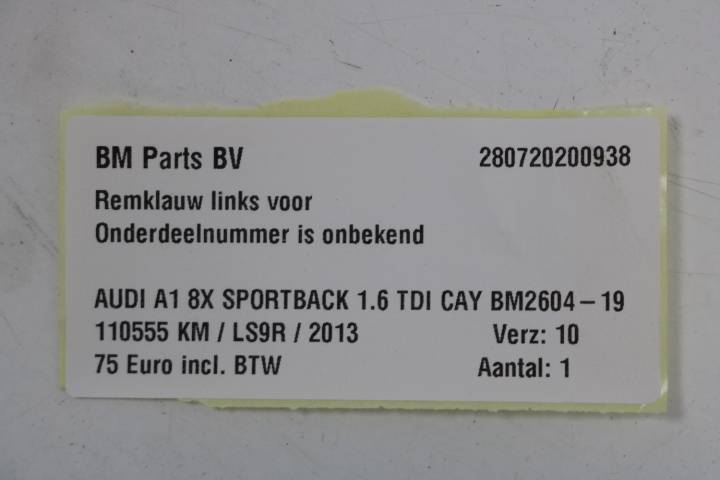 BM Parts BV 280720200938
Remklauw links voor
Onderdeelnummer is onbekend
AUDI A1 8X SPORTBACK 1.6 TDI CAY BM2604-19
110555 KM / LS9R / 2013 Verz: 10
75 Euro incl. BTW Aantal: 1